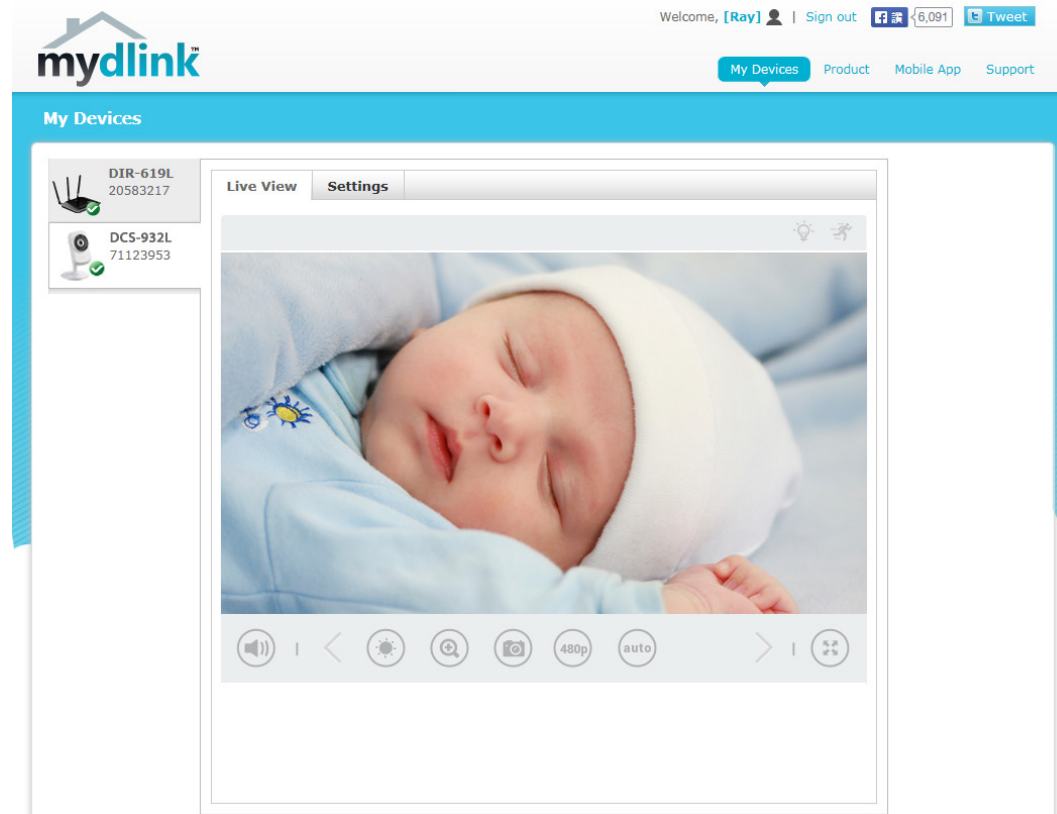 Welcome, [Ray] | Sign out 讚 6,091 Tweet
mydlink™
My Devices Product Mobile App Support
My Devices
DIR-619L
20583217
DCS-932L
71123953
Live View Settings
480p auto